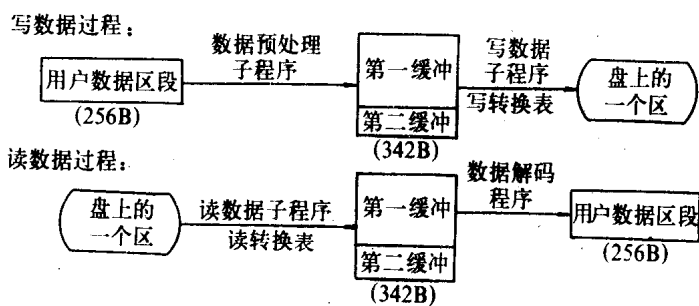 写数据过程：
用户数据区段
(256B)
数据预处理
子程序
第一缓冲
第二缓冲
(342B)
写数据
子程序
写转换表
盘上的
一个区
读数据过程：
盘上的
一个区
读数据子程序
读转换表
第一缓冲
第二缓冲
(342B)
数据解码
程序
用户数据区段
(256B)